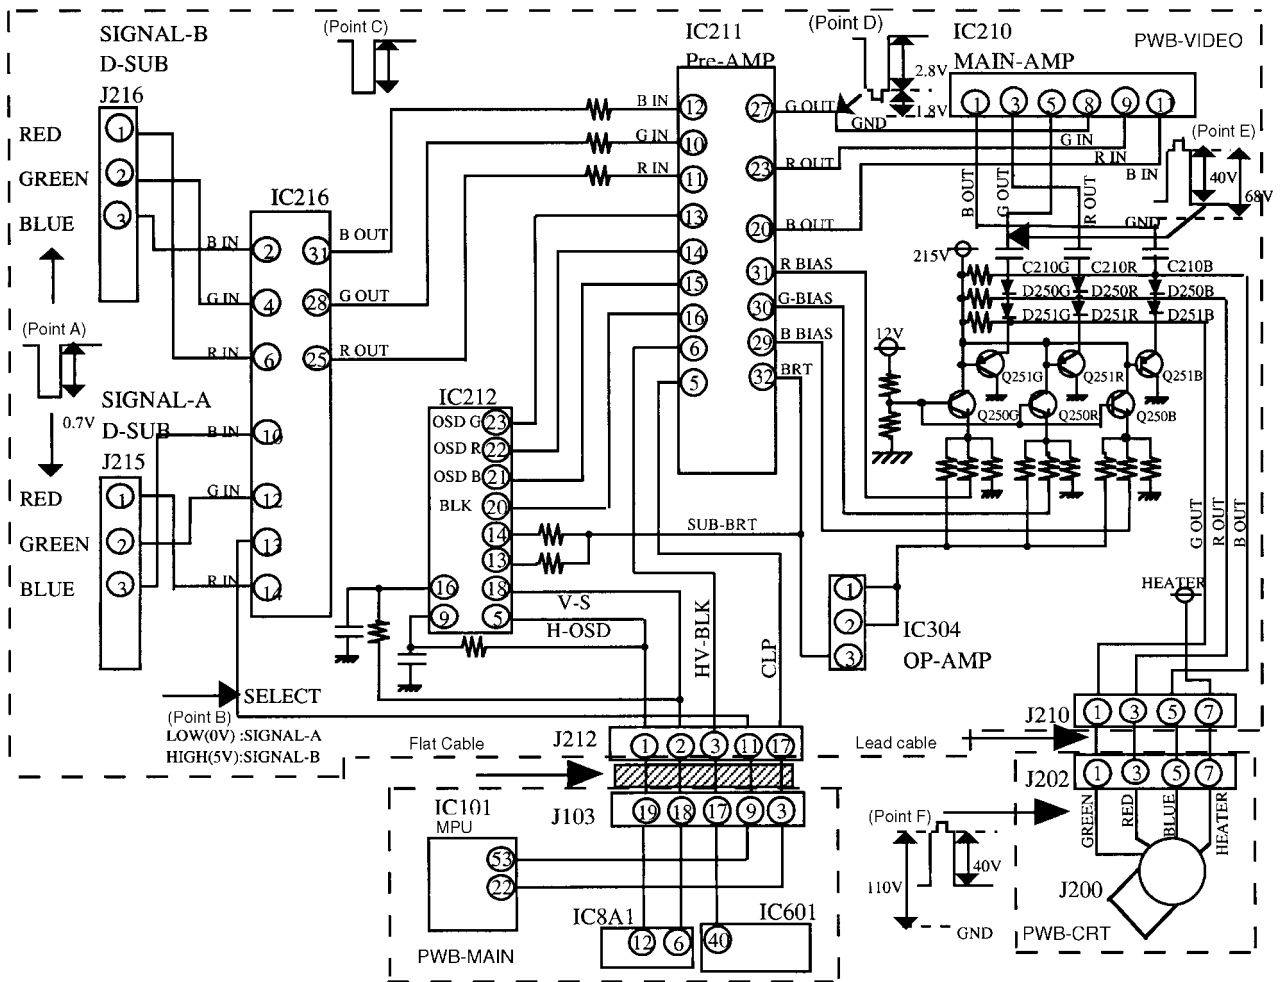 SIGNAL-B
D-SUB
J216
RED
1
GREEN
2
BLUE
3
(Point A)
0.7V
SIGNAL-A
D-SUB
J215
RED
1
GREEN
2
BLUE
3
(Point C)
IC216
B IN
2
G IN
4
R IN
6
B IN
10
G IN
12
13
R IN
14
31
B OUT
28
G OUT
25
R OUT
SELECT
(Point B)
LOW(0V) :SIGNAL-A
HIGH(5V):SIGNAL-B
IC212
OSD G
23
OSD R
22
OSD B
21
BLK
20
14
13
16
18
9
5
V-S
H-OSD
SUB-BRT
HV-BLK
CLP
IC211
Pre-AMP
B IN
12
G IN
10
R IN
11
13
14
15
16
6
5
27
G OUT
23
R OUT
20
B OUT
31
R BIAS
30
G-BIAS
29
B BIAS
32
BRT
(Point D)
2.8V
1.8V
GND
IC210
MAIN-AMP
PWB-VIDEO
1
3
5
8
9
11
G IN
R IN
B IN
B OUT
G OUT
R OUT
(Point E)
40V
68V
GND
215V
C210G
C210R
C210B
D250G
D250R
D250B
D251G
D251R
D251B
12V
Q251G
Q251R
Q251B
Q250G
Q250R
Q250B
G OUT
R OUT
B OUT
HEATER
1
2
3
IC304
OP-AMP
J210
1
3
5
7
Lead cable
J202
1
3
5
7
GREEN
RED
BLUE
HEATER
J200
PWB-CRT
(Point F)
110V
40V
GND
Flat Cable
J212
1
2
3
11
17
J103
19
18
17
9
3
IC101
MPU
53
22
IC8A1
12
6
IC601
40
PWB-MAIN